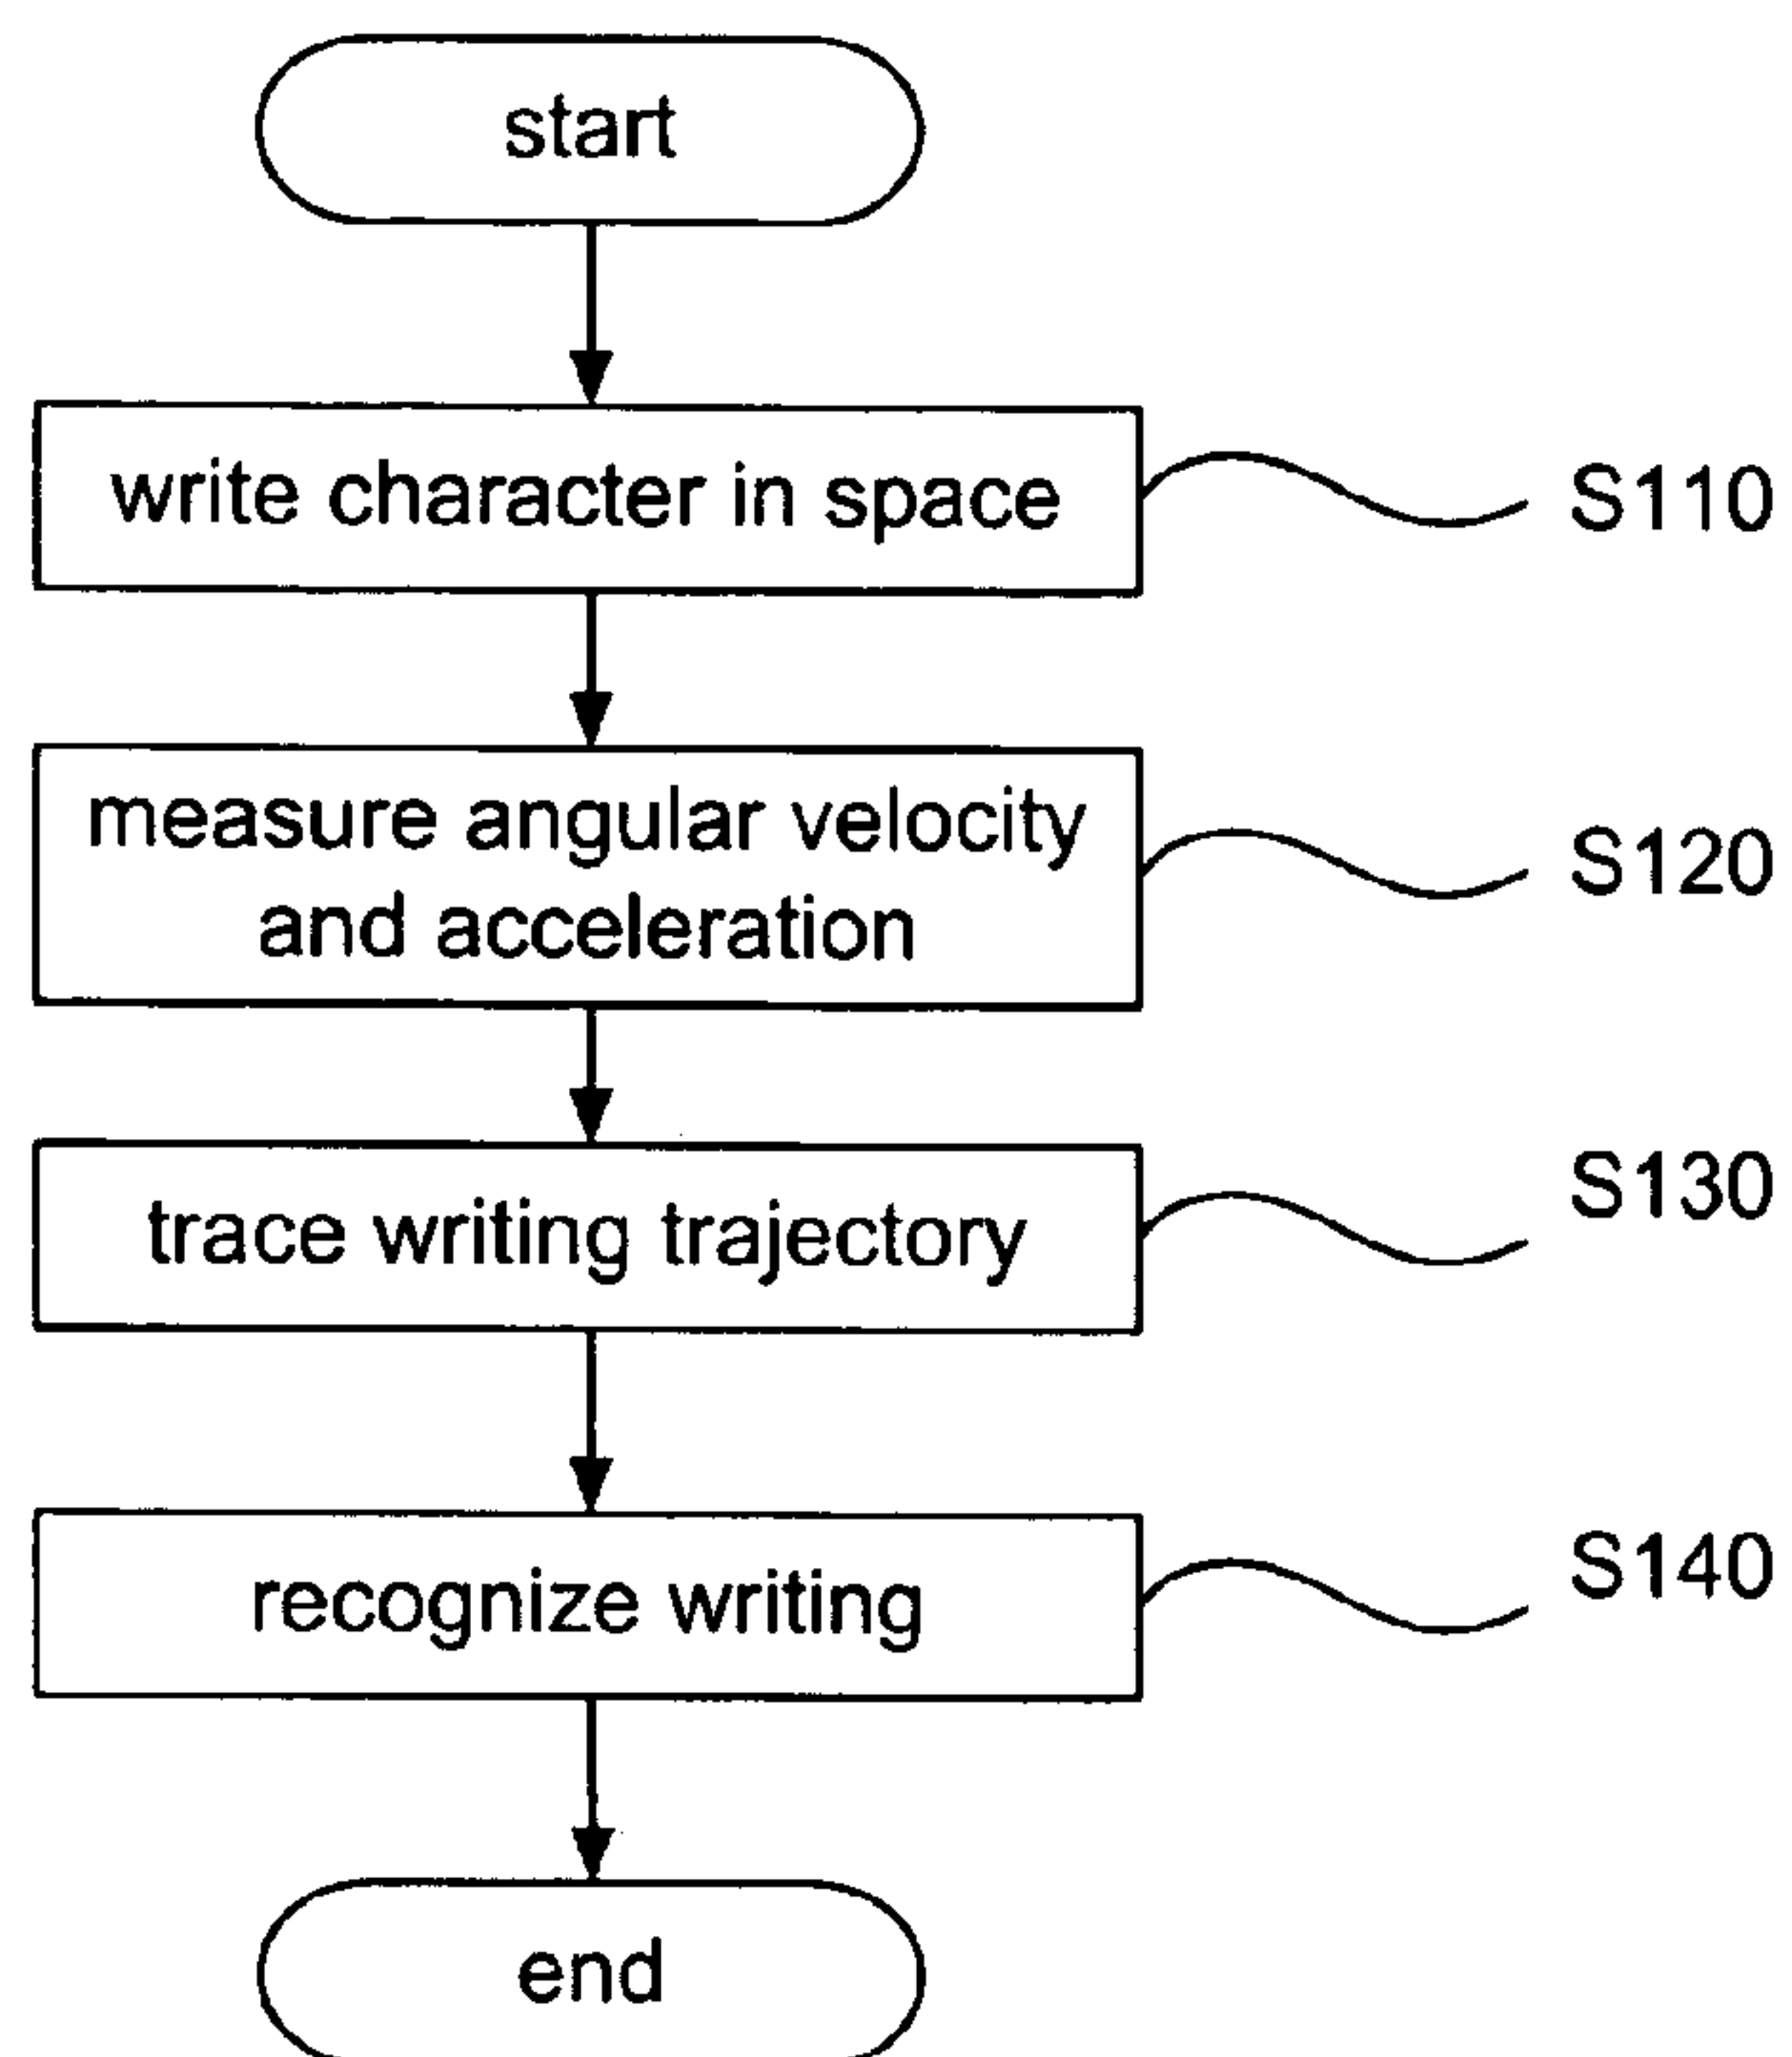 start
write character in space
S110
measure angular velocity
and acceleration
S120
trace writing trajectory
S130
recognize writing
S140
end